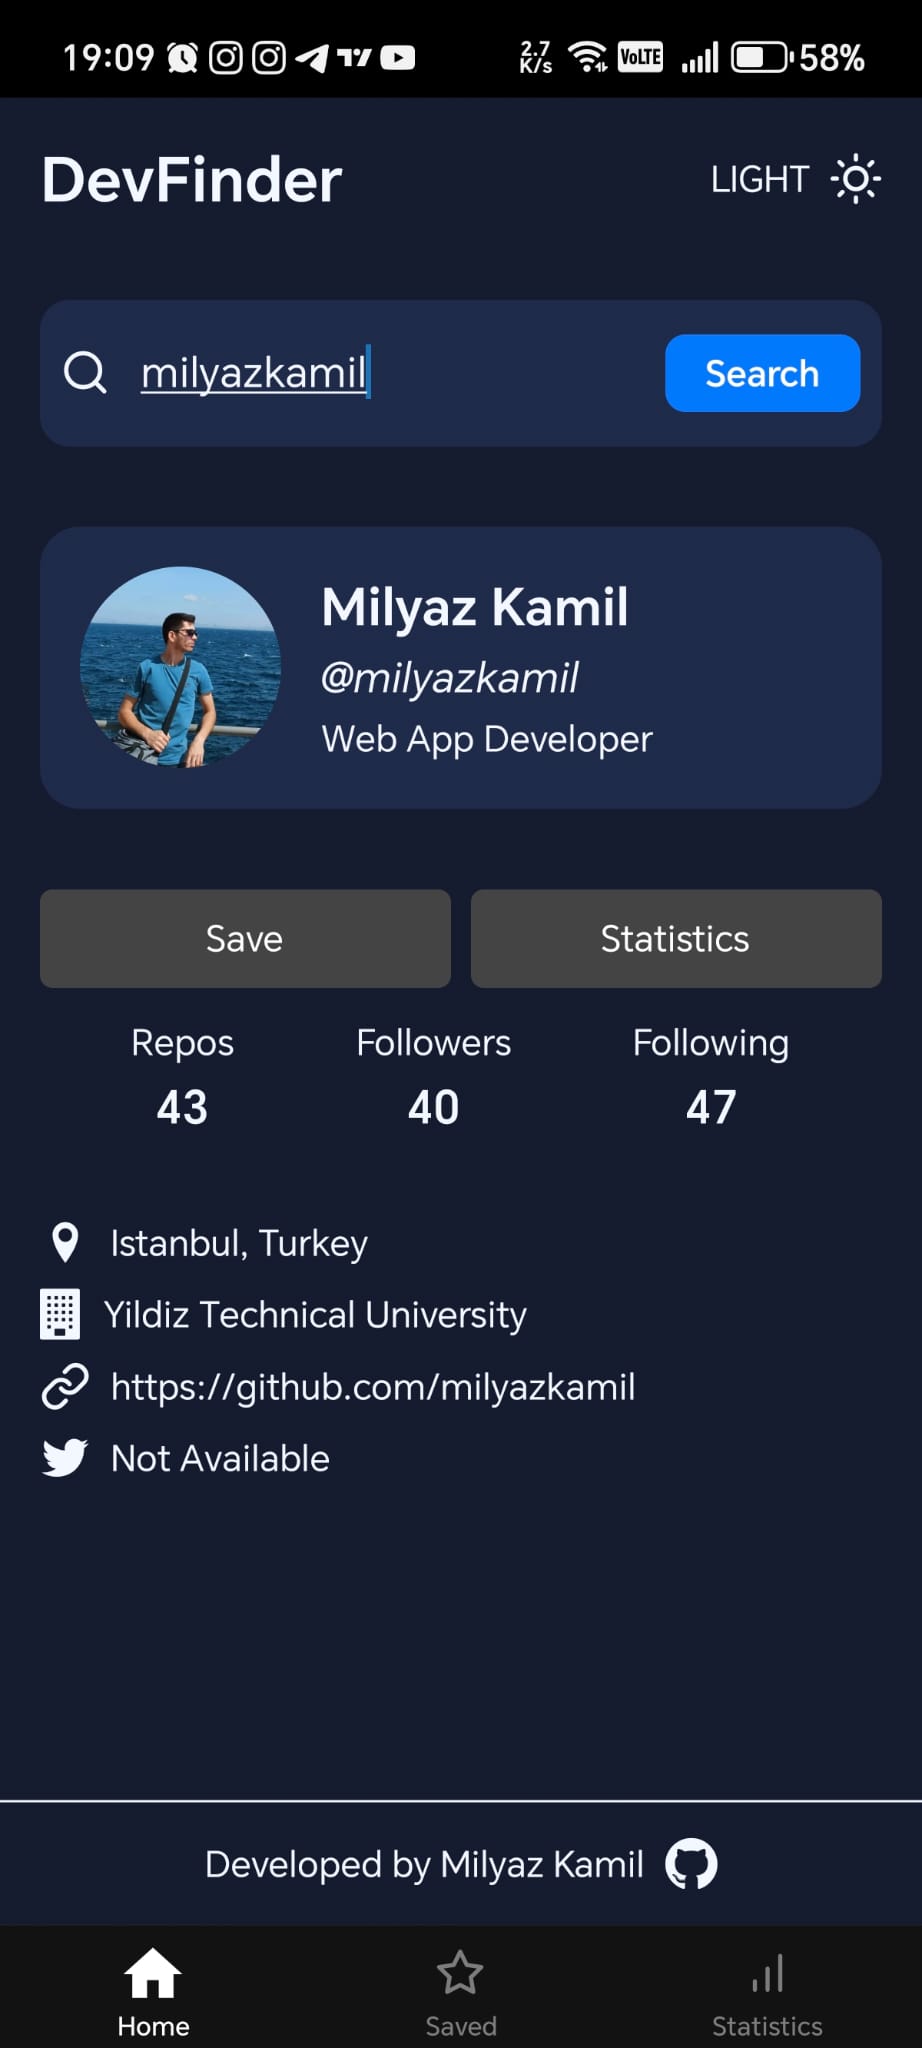 19:09 2.7 K/s VoLTE 58%
DevFinder LIGHT
milyazkamil Search
Milyaz Kamil
@milyazkamil
Web App Developer
Save Statistics
Repos Followers Following
43 40 47
Istanbul, Turkey
Yildiz Technical University
https://github.com/milyazkamil
Not Available
Developed by Milyaz Kamil
Home Saved Statistics